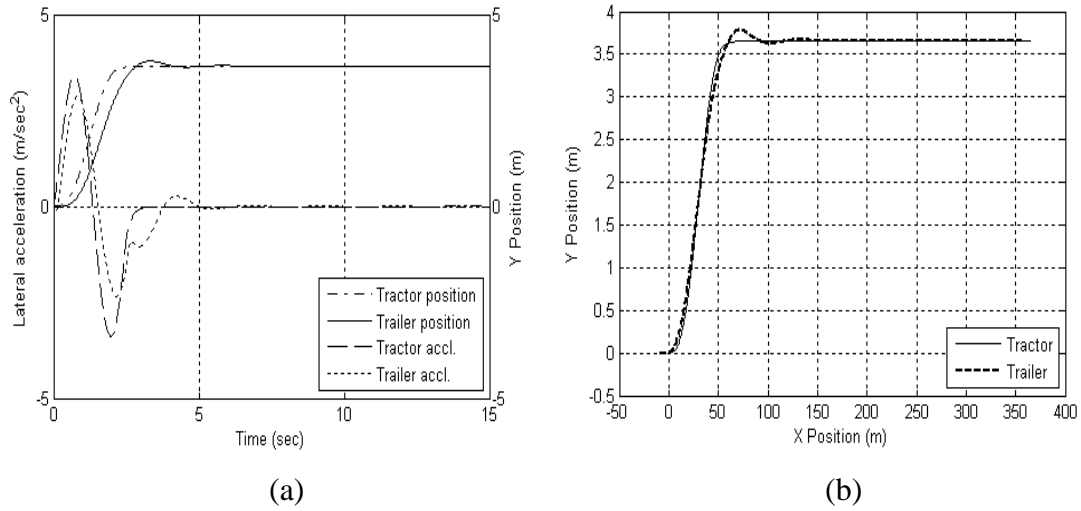 5
0
-5
Lateral acceleration (m/sec²)
5
0
-5
Y Position (m)
0
5
10
15
Time (sec)
Tractor position
Trailer position
Tractor accl.
Trailer accl.
(a)
4
3.5
3
2.5
2
1.5
1
0.5
0
-0.5
Y Position (m)
-50
0
50
100
150
200
250
300
350
400
X Position (m)
Tractor
Trailer
(b)